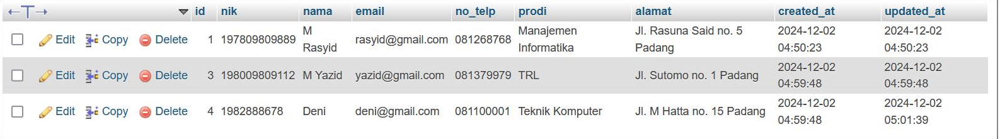 ←T→ id nik nama email no_telp prodi alamat created_at updated_at
Edit Copy Delete 1 197809809889 M Rasyid rasyid@gmail.com 081268768 Manajemen Informatika Jl. Rasuna Said no. 5 Padang 2024-12-02 04:50:23 2024-12-02 04:50:23
Edit Copy Delete 3 198009809112 M Yazid yazid@gmail.com 081379979 TRL Jl. Sutomo no. 1 Padang 2024-12-02 04:59:48 2024-12-02 04:59:48
Edit Copy Delete 4 1982888678 Deni deni@gmail.com 081100001 Teknik Komputer Jl. M Hatta no. 15 Padang 2024-12-02 04:59:48 2024-12-02 05:01:39